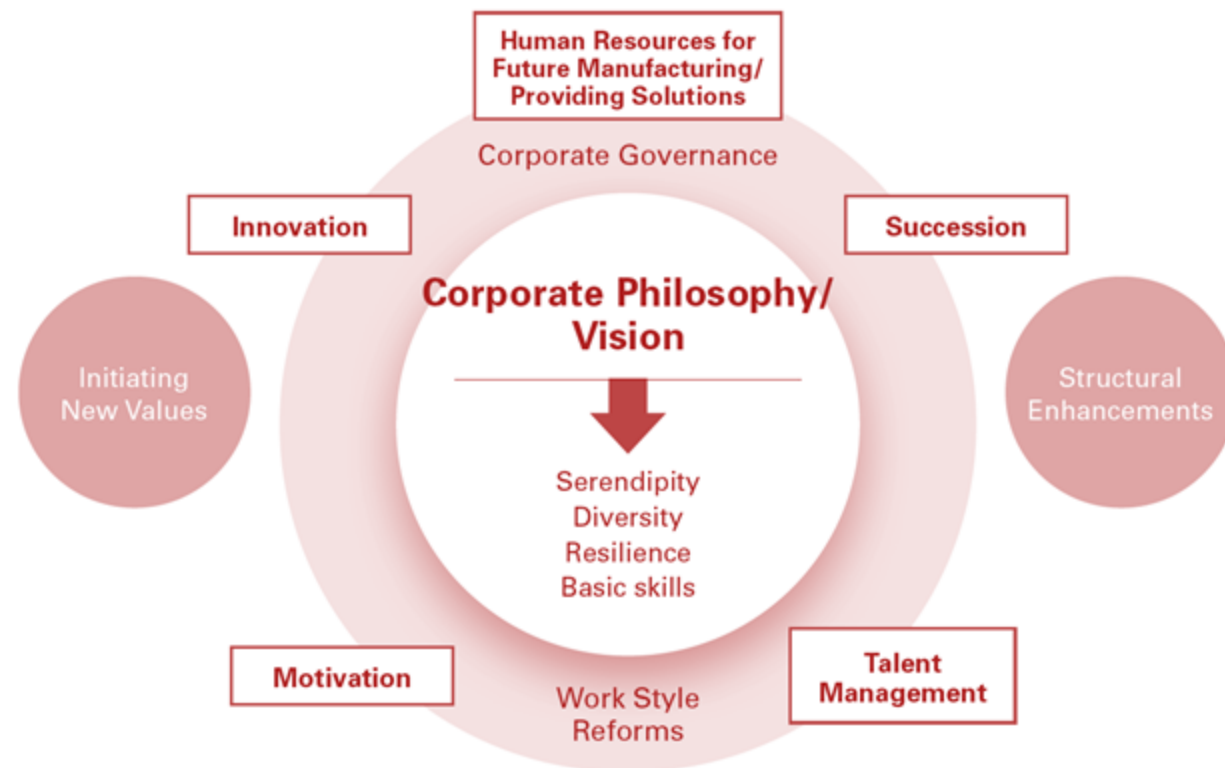 Human Resources for
Future Manufacturing/
Providing Solutions
Corporate Governance
Innovation
Succession
Corporate Philosophy/
Vision
Initiating
New Values
Structural
Enhancements
Serendipity
Diversity
Resilience
Basic skills
Motivation
Talent
Management
Work Style
Reforms